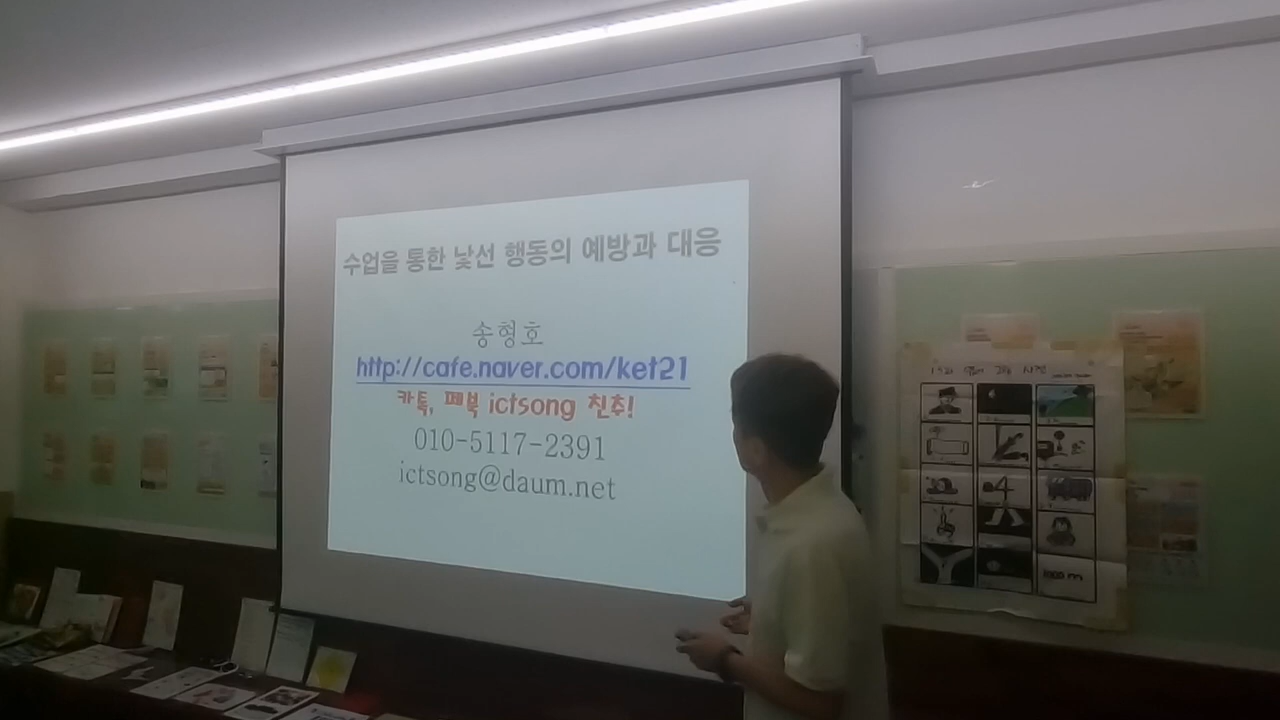 수업을 통한 낯선 행동의 예방과 대응
송형호
http://cafe.naver.com/ket21
카톡, 페북 ictsong 친추!
010-5117-2391
ictsong@daum.net